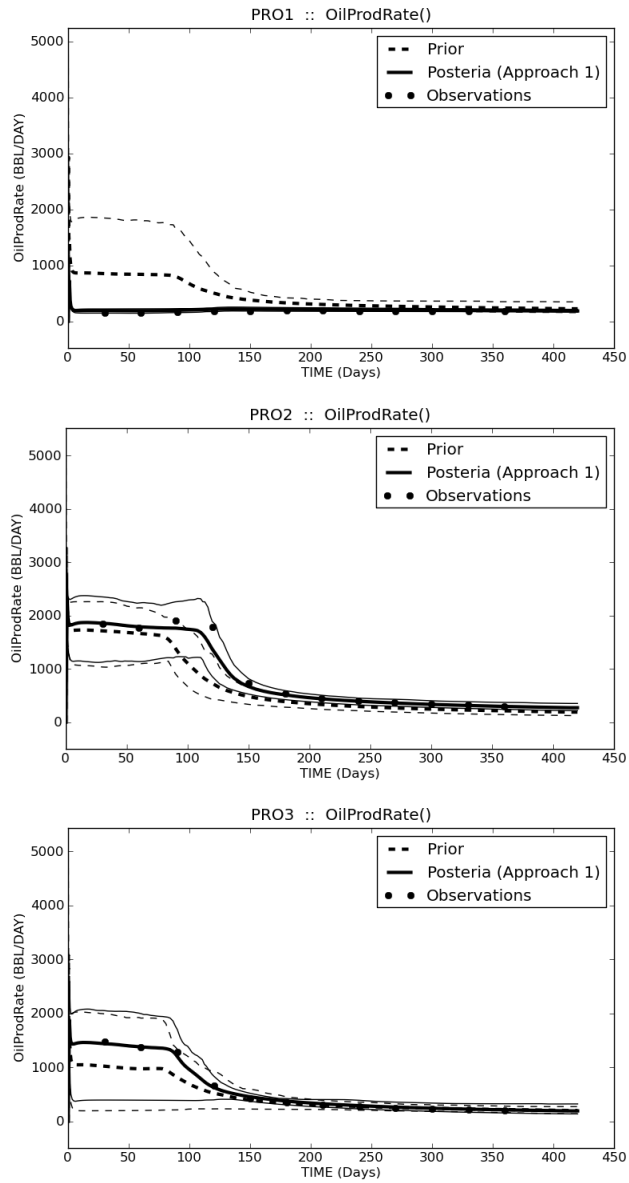 PRO1 :: OilProdRate()
5000
4000
3000
2000
1000
0
OilProdRate (BBL/DAY)
Prior
Posteria (Approach 1)
Observations
0 50 100 150 200 250 300 350 400 450
TIME (Days)
PRO2 :: OilProdRate()
5000
4000
3000
2000
1000
0
OilProdRate (BBL/DAY)
Prior
Posteria (Approach 1)
Observations
0 50 100 150 200 250 300 350 400 450
TIME (Days)
PRO3 :: OilProdRate()
5000
4000
3000
2000
1000
0
OilProdRate (BBL/DAY)
Prior
Posteria (Approach 1)
Observations
0 50 100 150 200 250 300 350 400 450
TIME (Days)